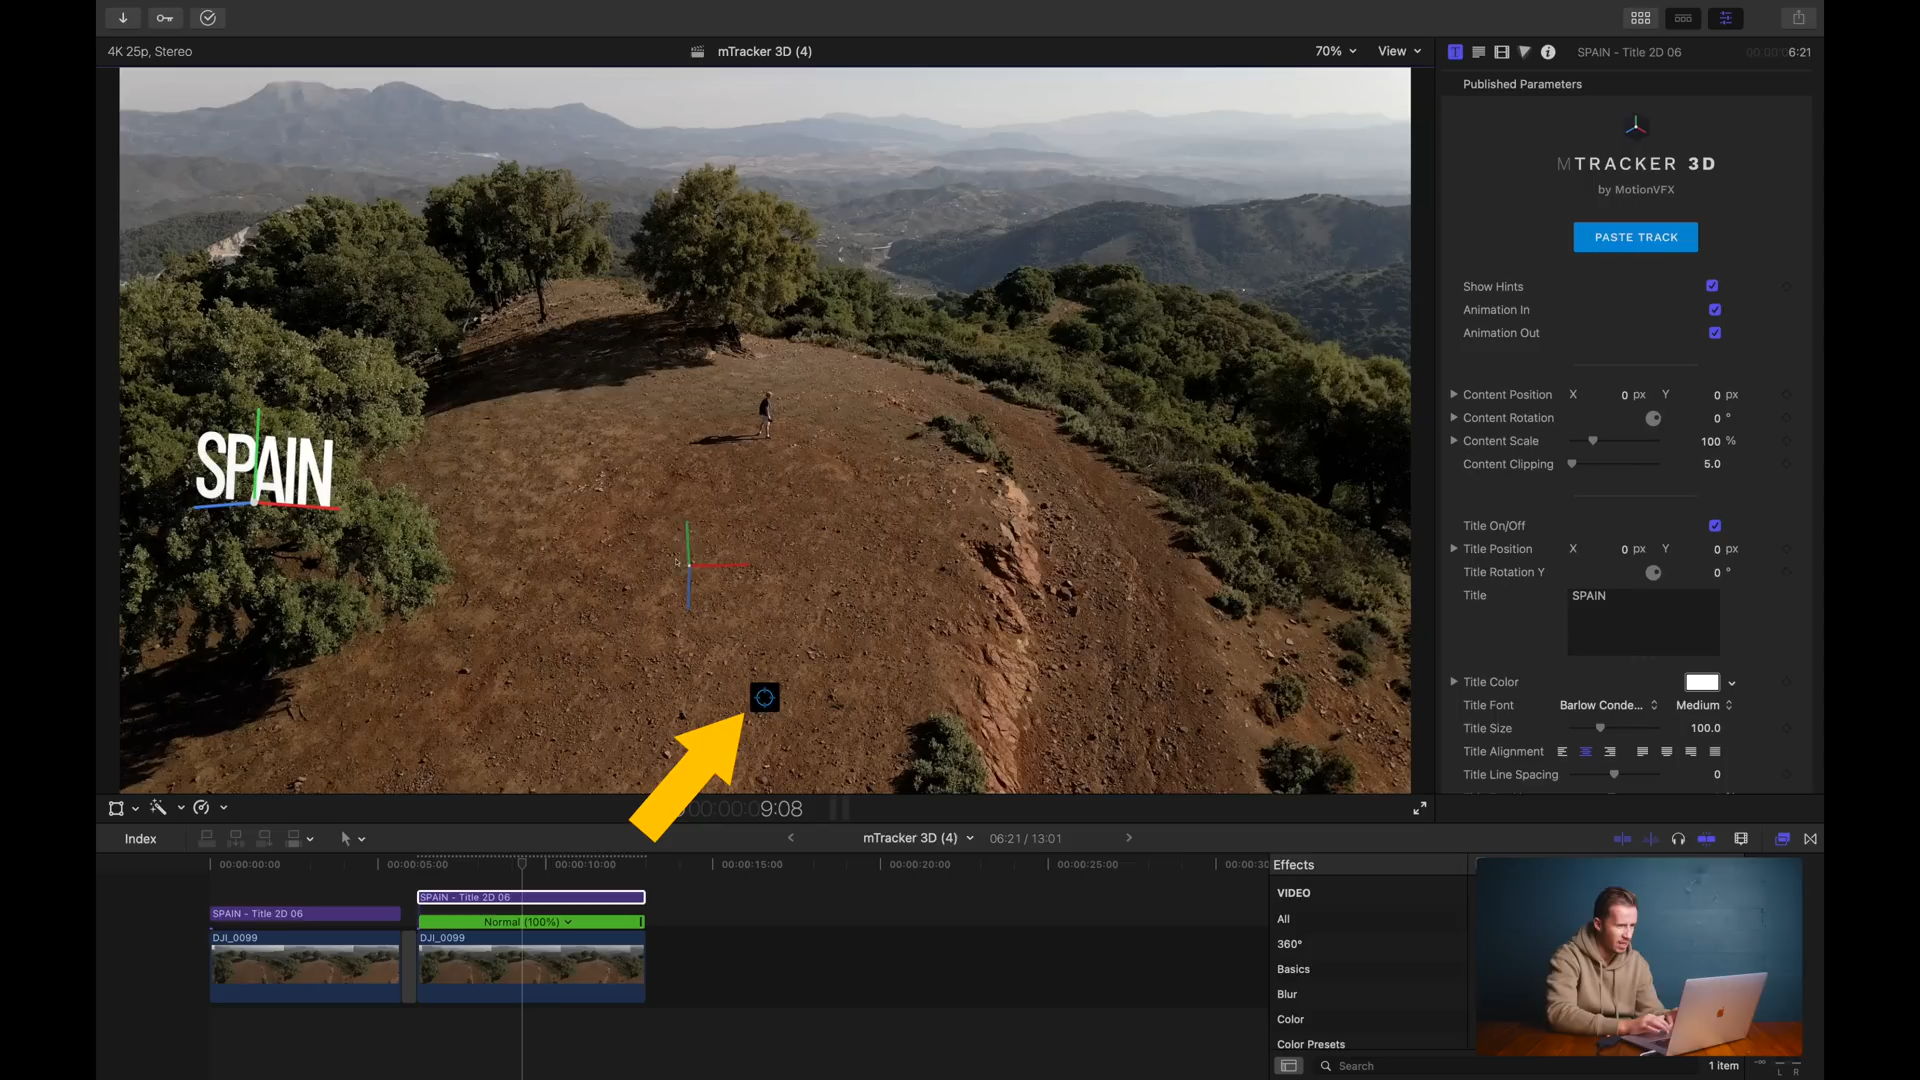 4K 25p, Stereo
mTracker 3D (4)
70%
View
SPAIN - Title 2D 06
00:00:00:06:21
Published Parameters
MTRACKER 3D
by MotionVFX
PASTE TRACK
Show Hints
Animation In
Animation Out
Content Position X 0 px Y 0 px
Content Rotation 0 °
Content Scale 100 %
Content Clipping 5.0
Title On/Off
Title Position X 0 px Y 0 px
Title Rotation Y 0 °
Title SPAIN
Title Color
Title Font Barlow Conde... Medium
Title Size 100.0
Title Alignment
Title Line Spacing 0
SPAIN
9:08
Index
mTracker 3D (4)
06:21 / 13:01
00:00:00:00
00:00:05:00
00:00:10:00
00:00:15:00
00:00:20:00
00:00:25:00
00:00:30
SPAIN - Title 2D 06
SPAIN - Title 2D 06
Normal (100%)
DJI_0099
DJI_0099
Effects
VIDEO
All
360°
Basics
Blur
Color
Color Presets
Search
1 item
L R